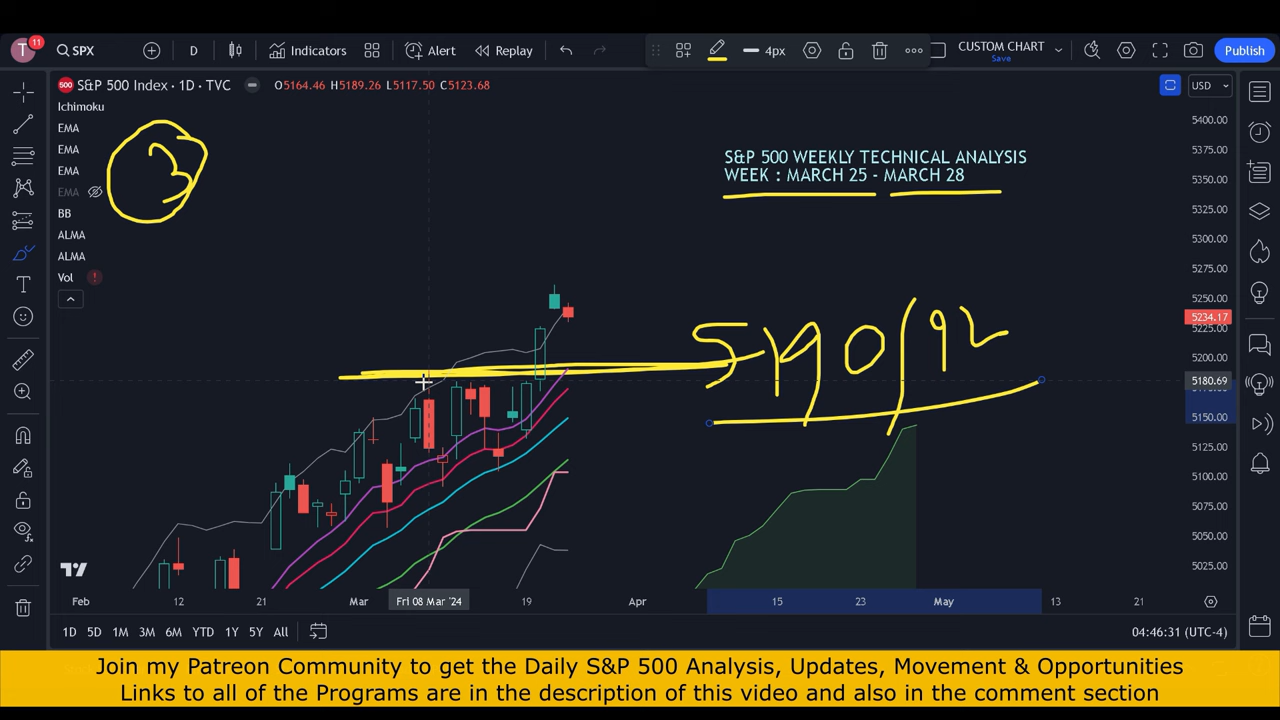 T 11 SPX D Indicators Alert Replay 4px CUSTOM CHART Save Publish
500 S&P 500 Index · 1D · TVC O5164.46 H5189.26 L5117.50 C5123.68 USD
Ichimoku
EMA
EMA
EMA
EMA
BB
ALMA
ALMA
Vol !
3
S&P 500 WEEKLY TECHNICAL ANALYSIS
WEEK : MARCH 25 - MARCH 28
5190/92
5400.00
5375.00
5350.00
5325.00
5300.00
5275.00
5250.00
5234.17
5225.00
5200.00
5180.69
5150.00
5125.00
5100.00
5075.00
5050.00
5025.00
Feb 12 21 Mar Fri 08 Mar '24 19 Apr 15 23 May 13 21
1D 5D 1M 3M 6M YTD 1Y 5Y All 04:46:31 (UTC-4)
Join my Patreon Community to get the Daily S&P 500 Analysis, Updates, Movement & Opportunities
Links to all of the Programs are in the description of this video and also in the comment section